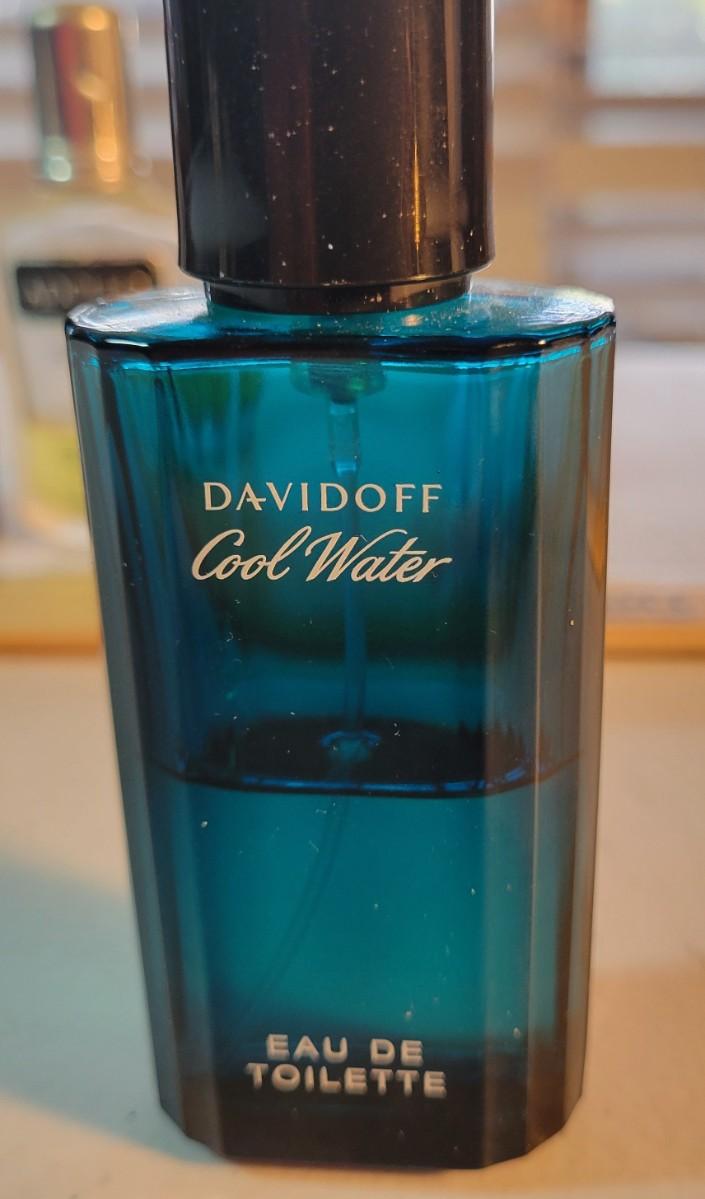 DAVIDOFF
Cool Water
EAU DE
TOILETTE